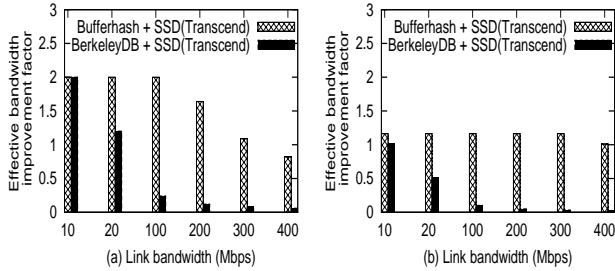 Bufferhash + SSD(Transcend)
BerkeleyDB + SSD(Transcend)
Effective bandwidth
improvement factor
3
2.5
2
1.5
1
0.5
0
10 20 100 200 300 400
(a) Link bandwidth (Mbps)
Bufferhash + SSD(Transcend)
BerkeleyDB + SSD(Transcend)
Effective bandwidth
improvement factor
3
2.5
2
1.5
1
0.5
0
10 20 100 200 300 400
(b) Link bandwidth (Mbps)